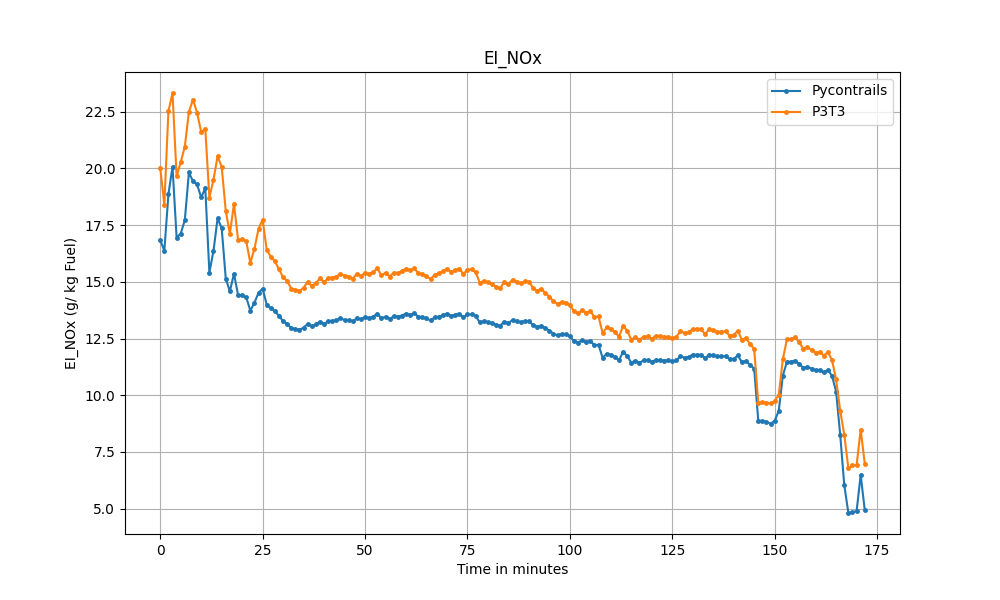 EI_NOx
Pycontrails
P3T3
EI_NOx (g/ kg Fuel)
22.5
20.0
17.5
15.0
12.5
10.0
7.5
5.0
0 25 50 75 100 125 150 175
Time in minutes